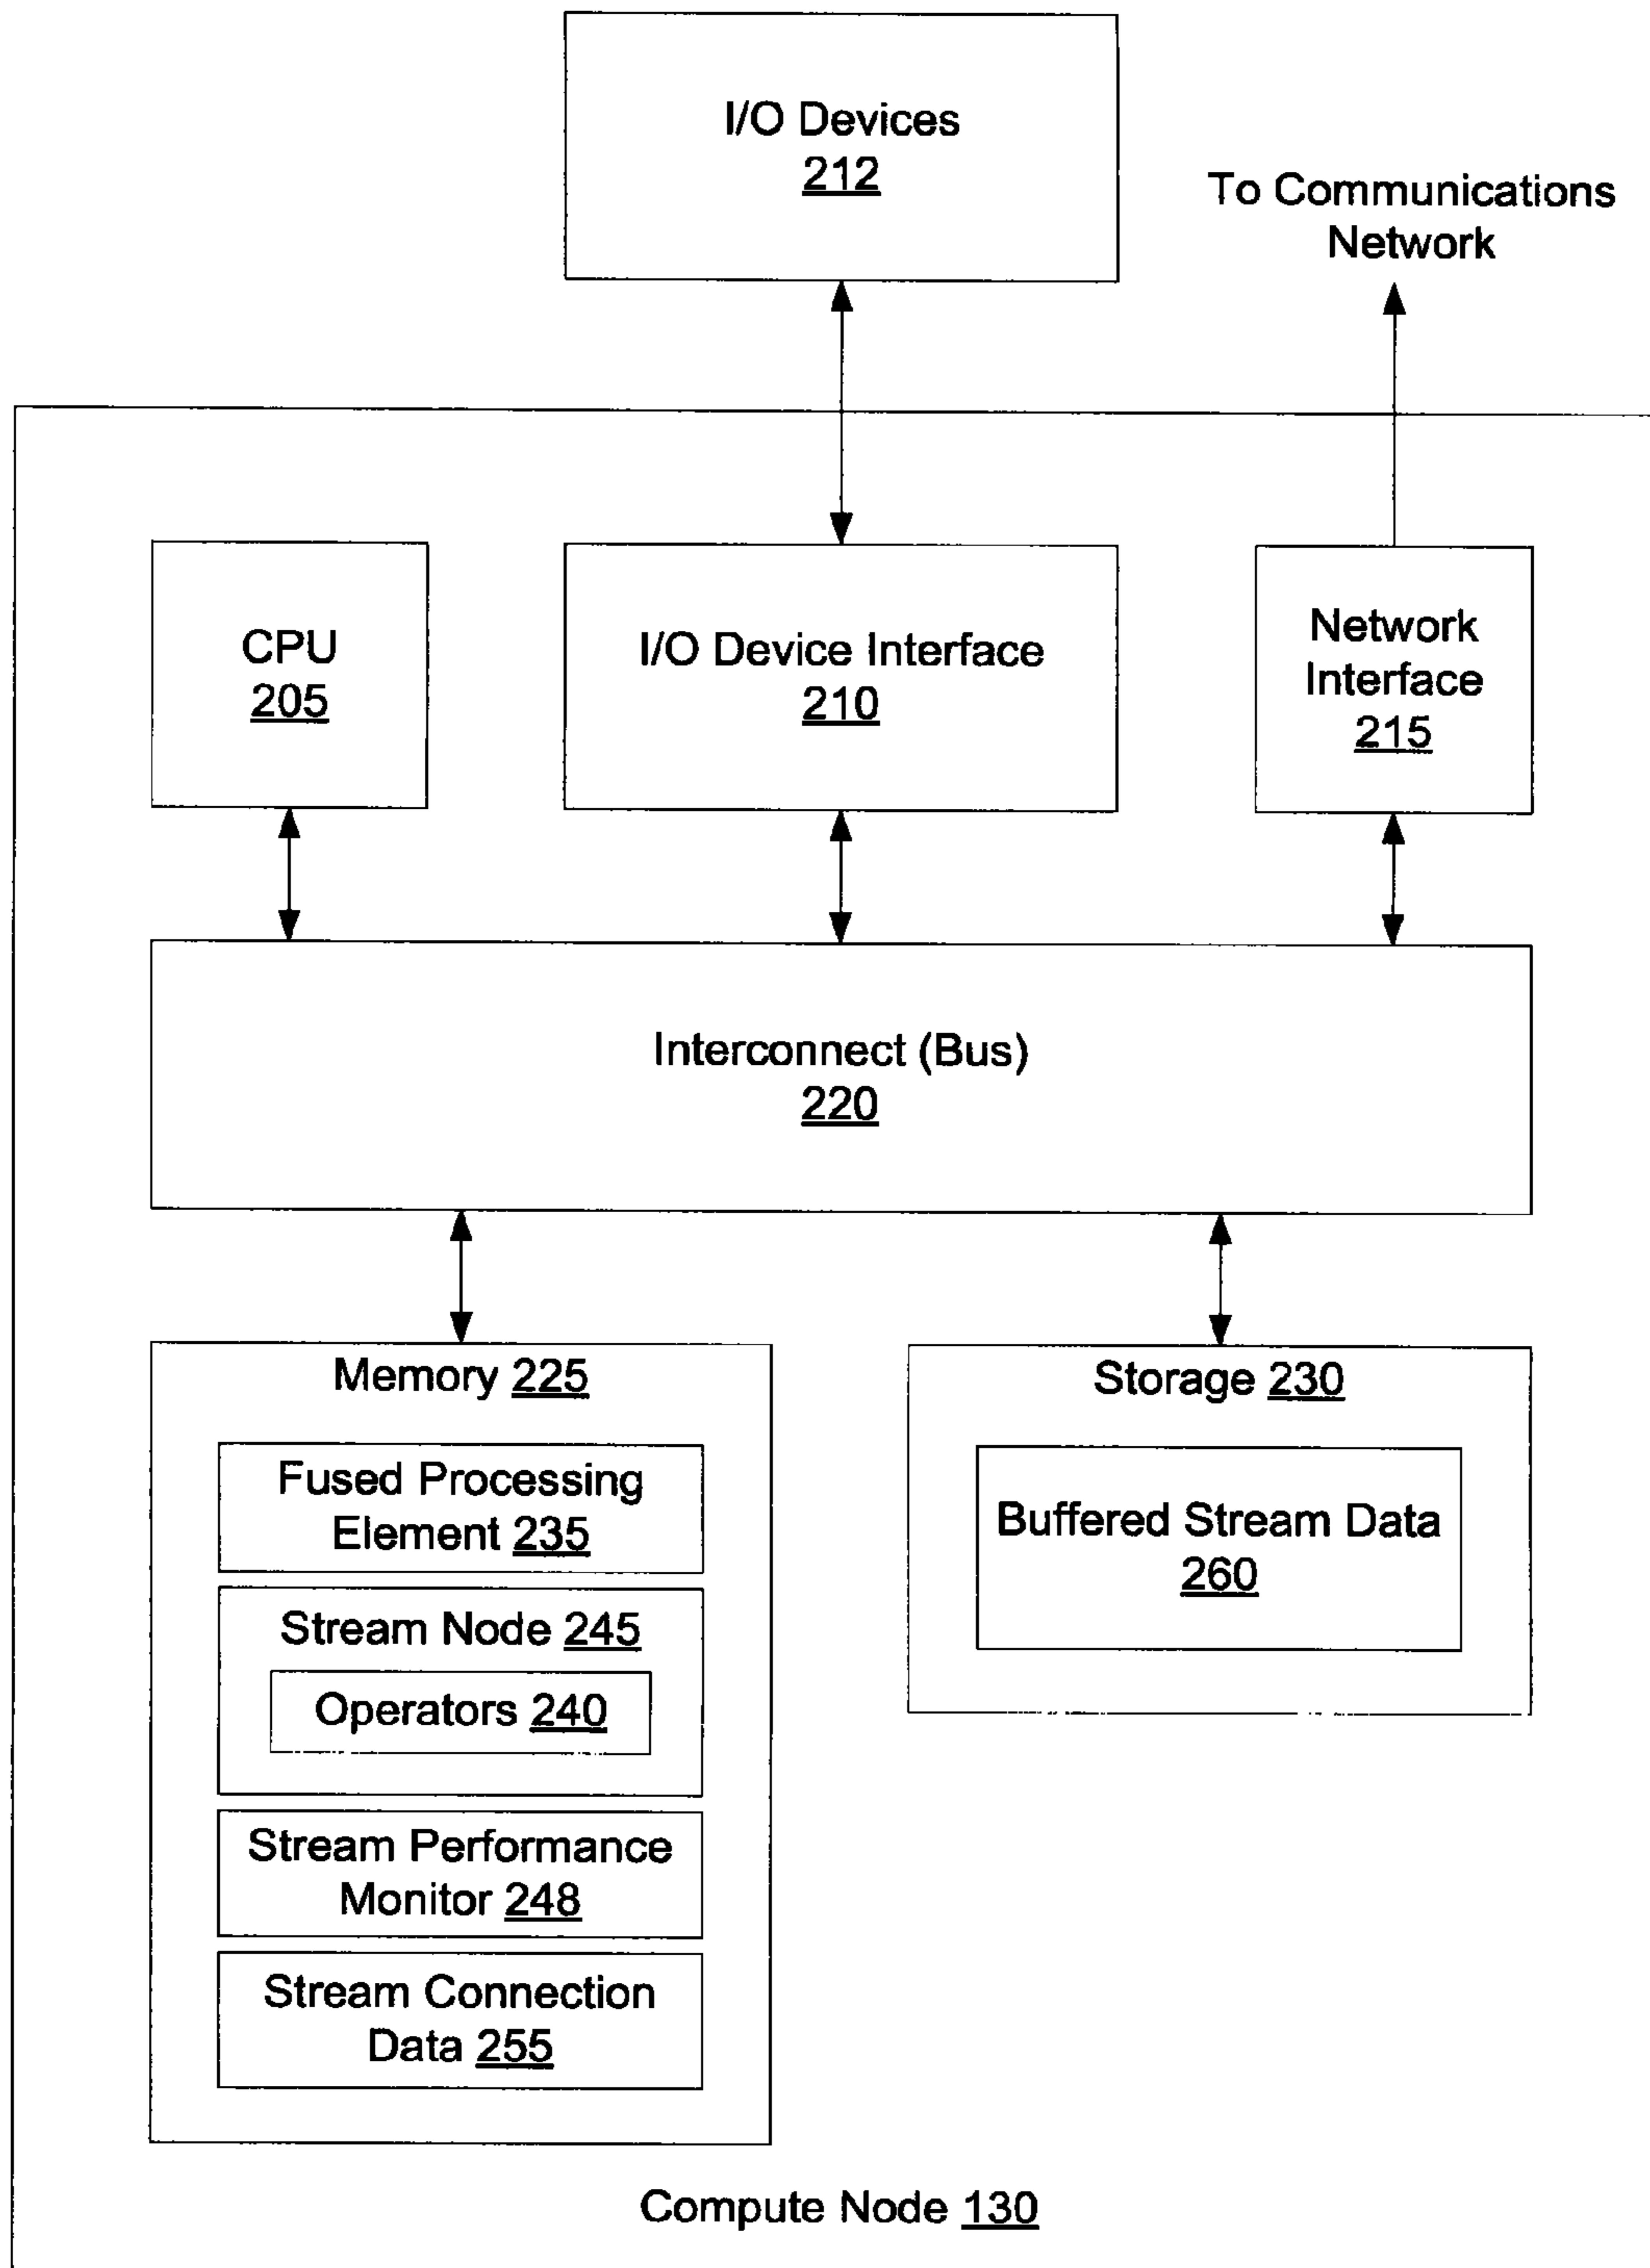 I/O Devices
212
To Communications
Network
CPU
205
I/O Device Interface
210
Network
Interface
215
Interconnect (Bus)
220
Memory 225
Fused Processing
Element 235
Stream Node 245
Operators 240
Stream Performance
Monitor 248
Stream Connection
Data 255
Storage 230
Buffered Stream Data
260
Compute Node 130